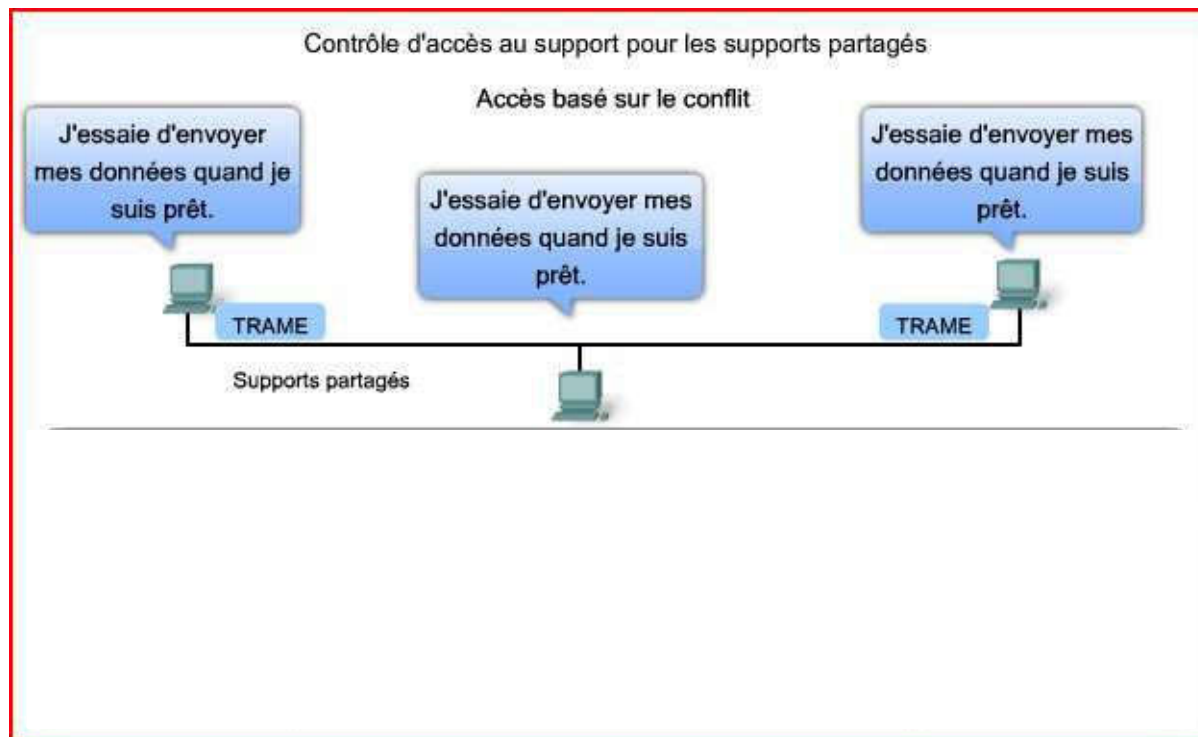 Contrôle d'accès au support pour les supports partagés
Accès basé sur le conflit
J'essaie d'envoyer
mes données quand je
suis prêt.
J'essaie d'envoyer mes
données quand je suis
prêt.
J'essaie d'envoyer mes
données quand je suis
prêt.
TRAME
TRAME
Supports partagés